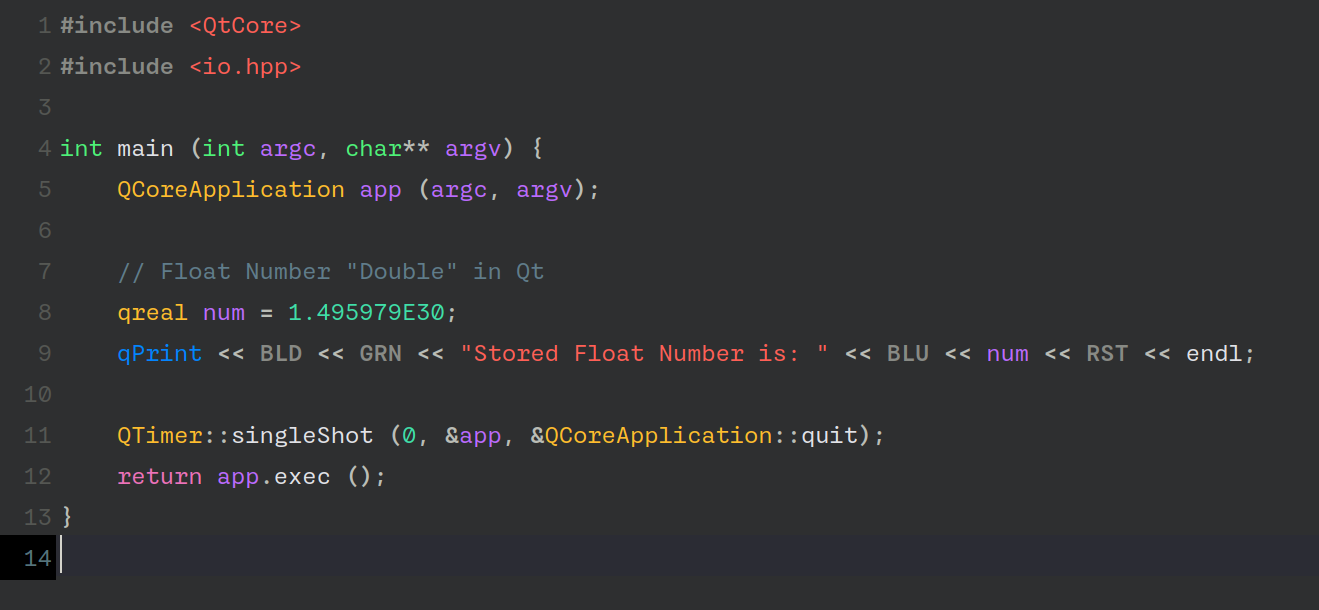 1 #include <QtCore>
2 #include <io.hpp>
3
4 int main (int argc, char** argv) {
5     QCoreApplication app (argc, argv);
6
7     // Float Number "Double" in Qt
8     qreal num = 1.495979E30;
9     qPrint << BLD << GRN << "Stored Float Number is: " << BLU << num << RST << endl;
10
11     QTimer::singleShot (0, &app, &QCoreApplication::quit);
12     return app.exec ();
13 }
14